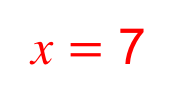 x = 7